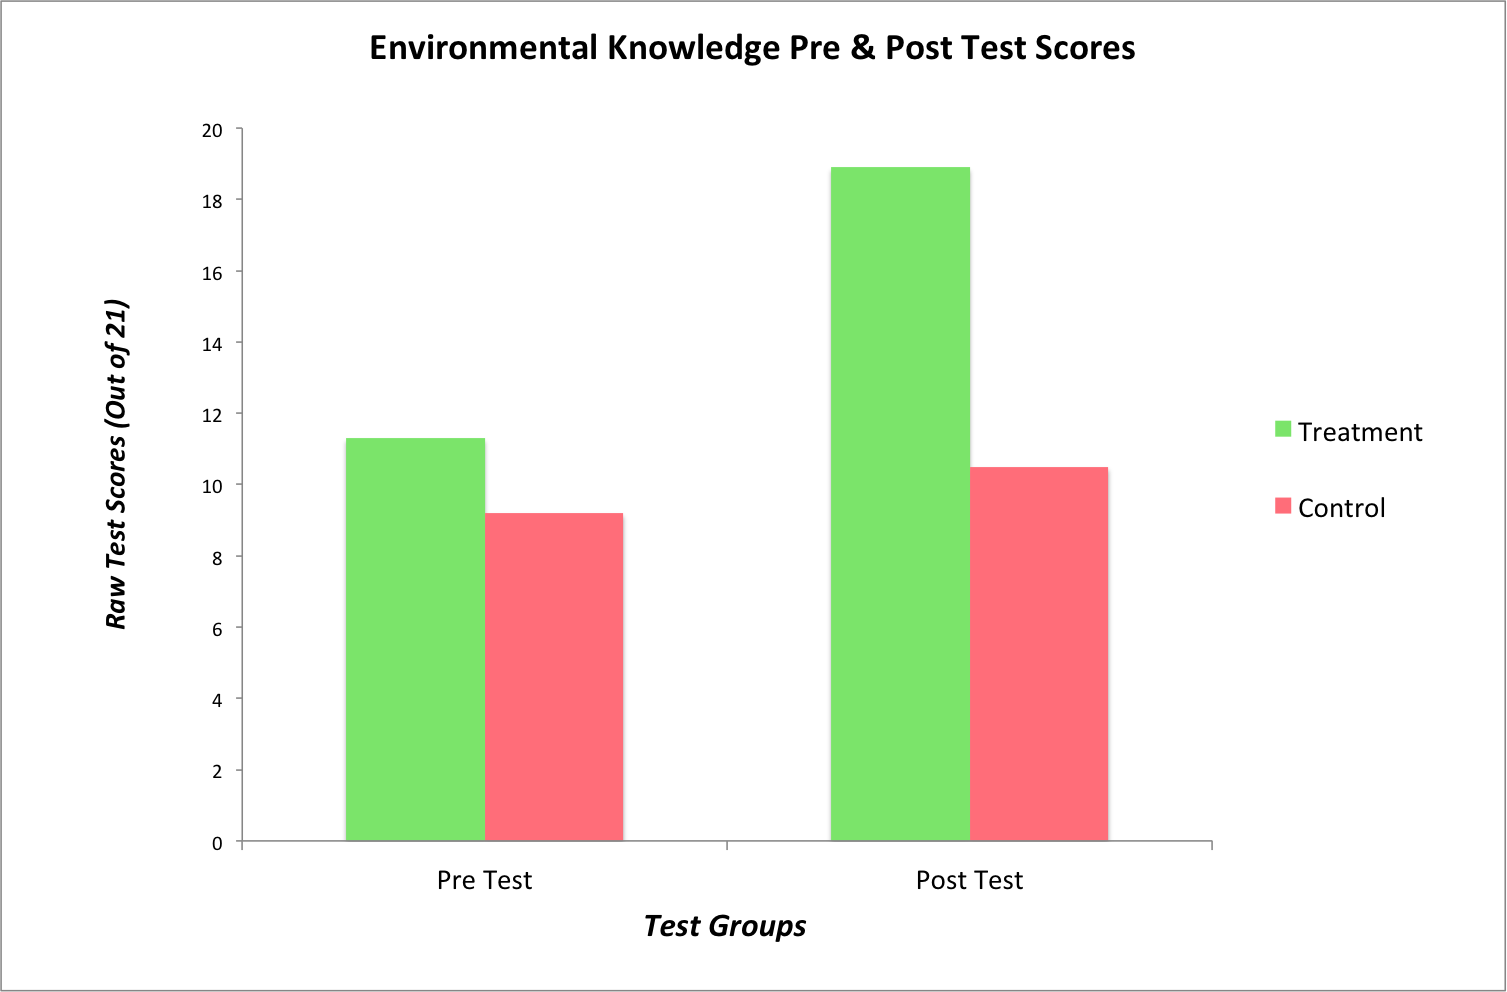 Environmental Knowledge Pre & Post Test Scores
20
18
16
14
12
10
8
6
4
2
0
Raw Test Scores (Out of 21)
Pre Test
Post Test
Test Groups
Treatment
Control